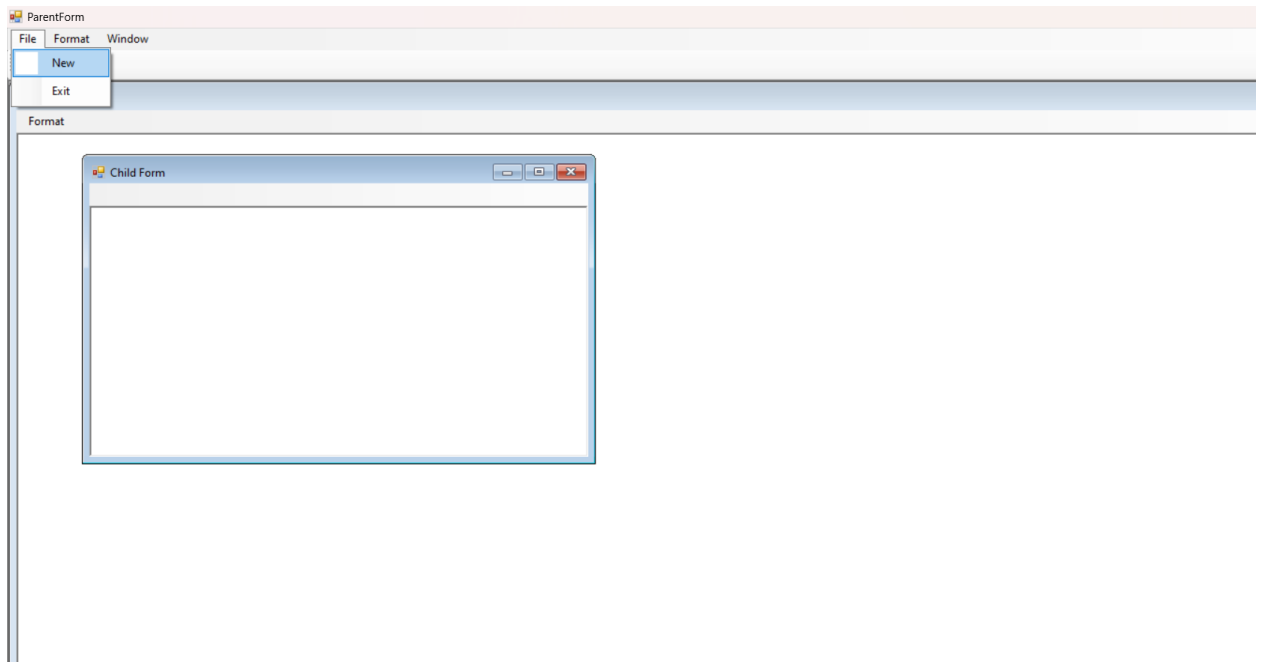 ParentForm
File Format Window
New
Exit
Format
Child Form